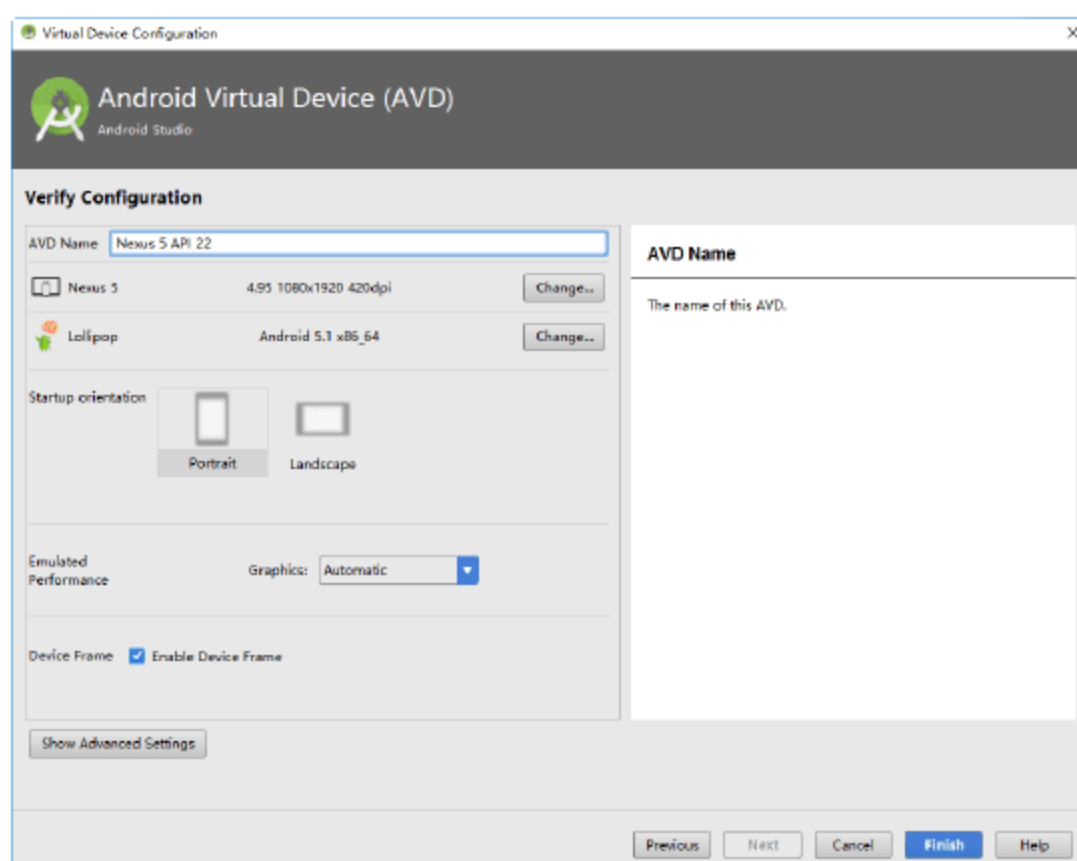 Virtual Device Configuration
Android Virtual Device (AVD)
Android Studio
Verify Configuration
AVD Name Nexus 5 API 22
Nexus 5 4.95 1080x1920 420dpi Change...
Lollipop Android 5.1 x86_64 Change...
Startup orientation
Portrait Landscape
Emulated
Performance
Graphics: Automatic
Device Frame Enable Device Frame
Show Advanced Settings
AVD Name
The name of this AVD.
Previous Next Cancel Finish Help